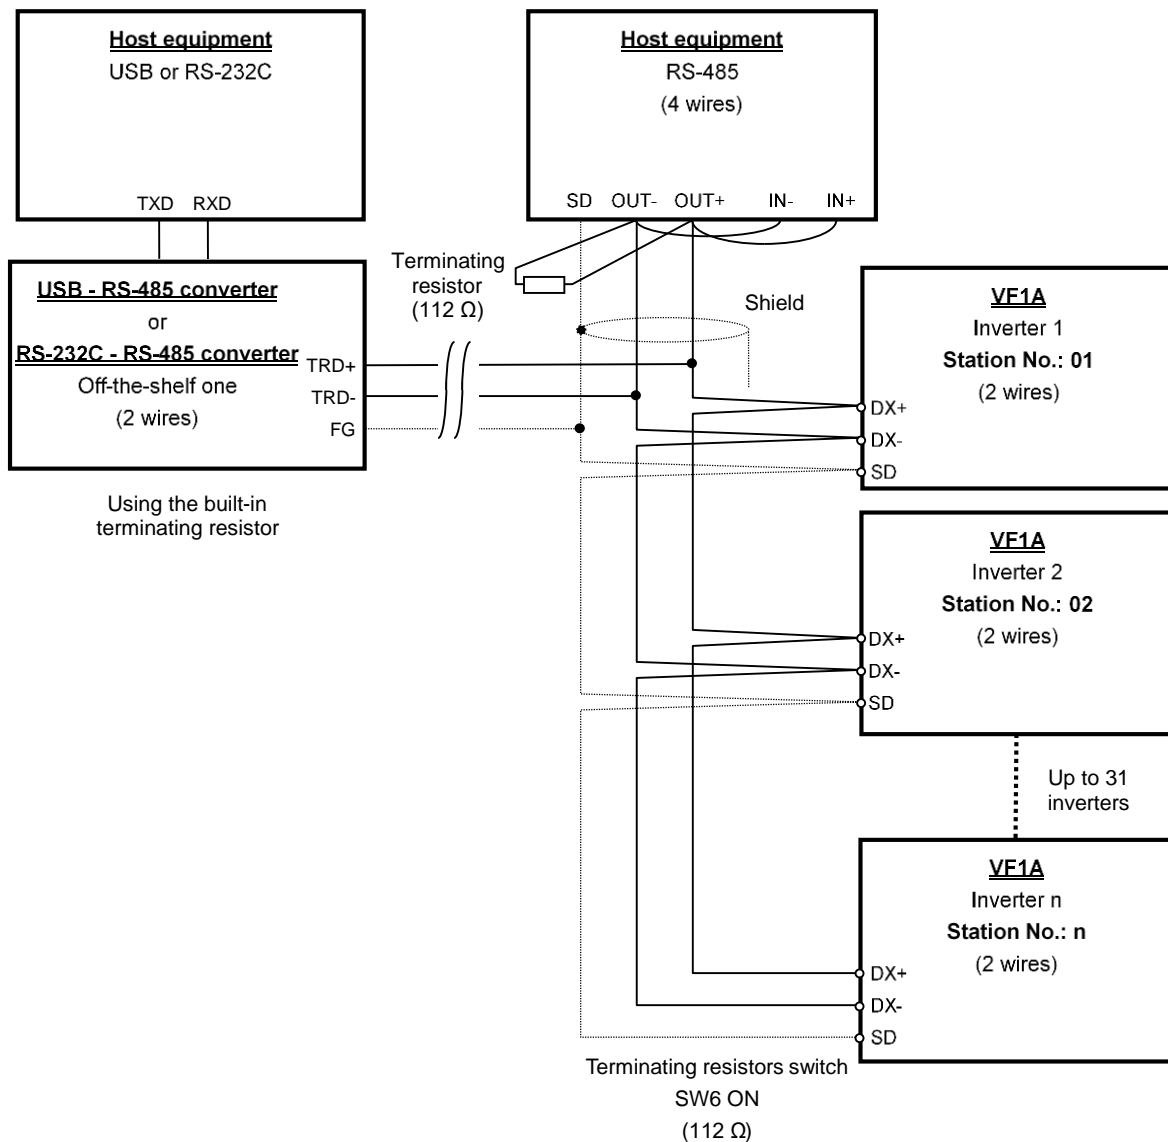 Host equipment
USB or RS-232C
TXD RXD
USB - RS-485 converter
or
RS-232C - RS-485 converter
Off-the-shelf one
(2 wires)
TRD+
TRD-
FG
Using the built-in
terminating resistor
Host equipment
RS-485
(4 wires)
SD OUT- OUT+ IN- IN+
Terminating
resistor
(112 Ω)
Shield
VF1A
Inverter 1
Station No.: 01
(2 wires)
DX+
DX-
SD
VF1A
Inverter 2
Station No.: 02
(2 wires)
DX+
DX-
SD
Up to 31
inverters
VF1A
Inverter n
Station No.: n
(2 wires)
DX+
DX-
SD
Terminating resistors switch
SW6 ON
(112 Ω)